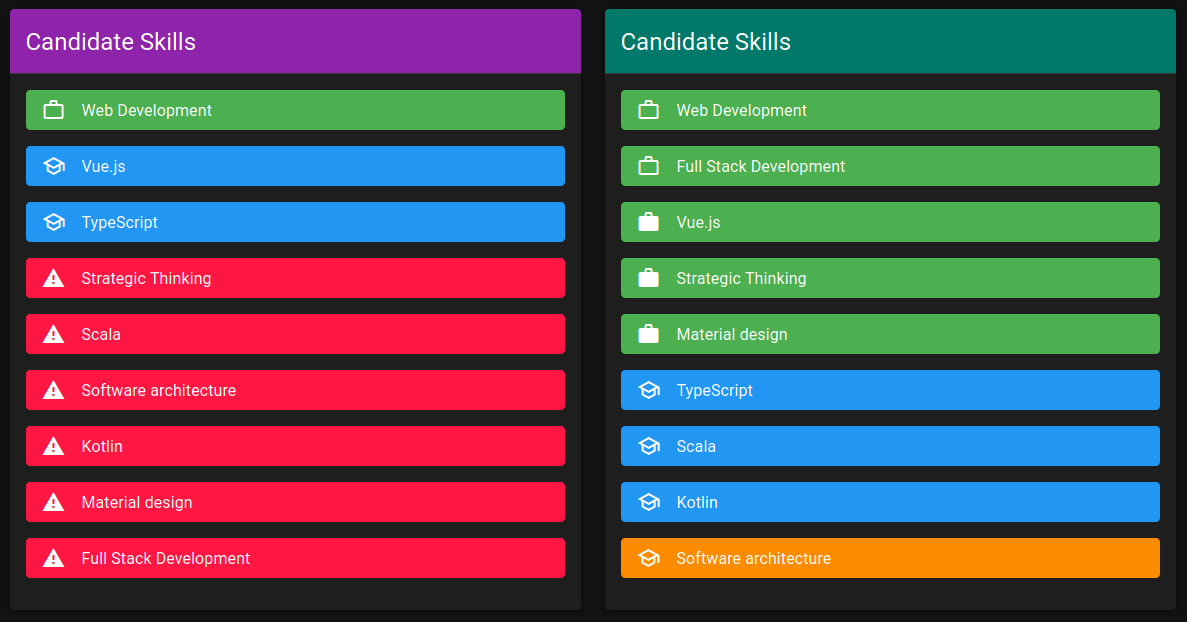 Candidate Skills
Web Development
Vue.js
TypeScript
Strategic Thinking
Scala
Software architecture
Kotlin
Material design
Full Stack Development
Candidate Skills
Web Development
Full Stack Development
Vue.js
Strategic Thinking
Material design
TypeScript
Scala
Kotlin
Software architecture